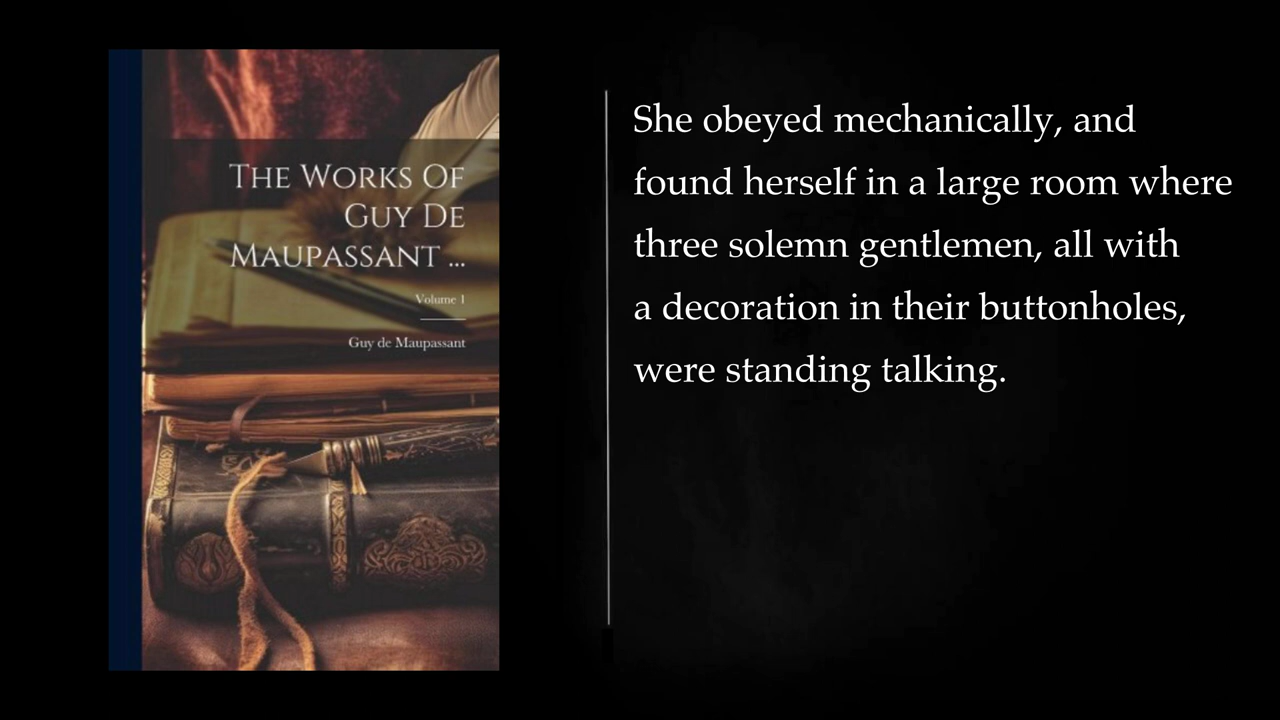 The Works Of
Guy De
Maupassant ...
Volume 1
Guy de Maupassant
She obeyed mechanically, and
found herself in a large room where
three solemn gentlemen, all with
a decoration in their buttonholes,
were standing talking.